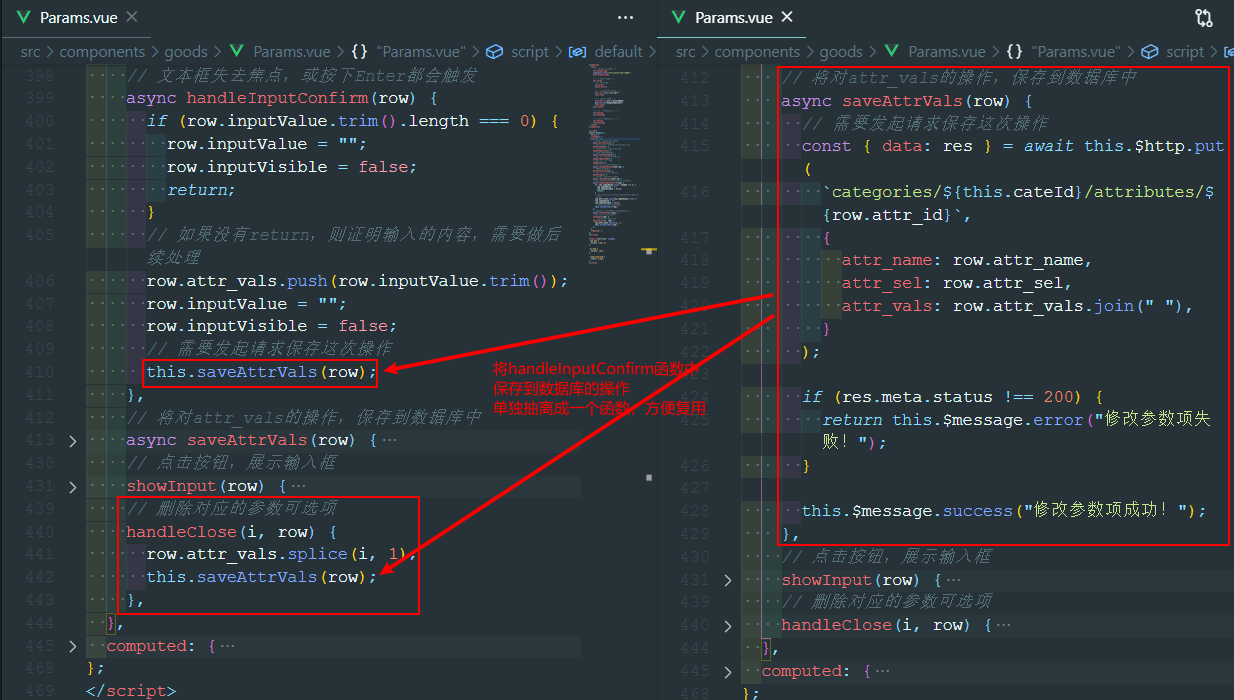 Params.vue
src > components > goods > Params.vue > {} "Params.vue" > script > default >
398 // 文本框失去焦点，或按下Enter都会触发
399 async handleInputConfirm(row) {
400 if (row.inputValue.trim().length === 0) {
401 row.inputValue = "";
402 row.inputVisible = false;
403 return;
404 }
405 // 如果没有return，则证明输入的内容，需要做后
续处理
406 row.attr_vals.push(row.inputValue.trim());
407 row.inputValue = "";
408 row.inputVisible = false;
409 // 需要发起请求保存这次操作
410 this.saveAttrVals(row);
411 },
412 // 将对attr_vals的操作，保存到数据库中
413 async saveAttrVals(row) { ⋯
430 // 点击按钮，展示输入框
431 showInput(row) { ⋯
439 // 删除对应的参数可选项
440 handleClose(i, row) {
441 row.attr_vals.splice(i, 1);
442 this.saveAttrVals(row);
443 },
444 },
445 computed: { ⋯
468 };
469 </script>
将handleInputConfirm函数中
保存到数据库的操作
单独抽离成一个函数，方便复用
Params.vue
src > components > goods > Params.vue > {} "Params.vue" > script >
412 // 将对attr_vals的操作，保存到数据库中
413 async saveAttrVals(row) {
414 // 需要发起请求保存这次操作
415 const { data: res } = await this.$http.put
(
416 `categories/${this.cateId}/attributes/$
{row.attr_id}`,
417 {
418 attr_name: row.attr_name,
419 attr_sel: row.attr_sel,
420 attr_vals: row.attr_vals.join(" "),
421 }
422 );
423
424 if (res.meta.status !== 200) {
425 return this.$message.error("修改参数项失
败！");
426 }
427
428 this.$message.success("修改参数项成功！");
429 },
430 // 点击按钮，展示输入框
431 showInput(row) { ⋯
439 // 删除对应的参数可选项
440 handleClose(i, row) { ⋯
444 },
445 computed: { ⋯
468 };